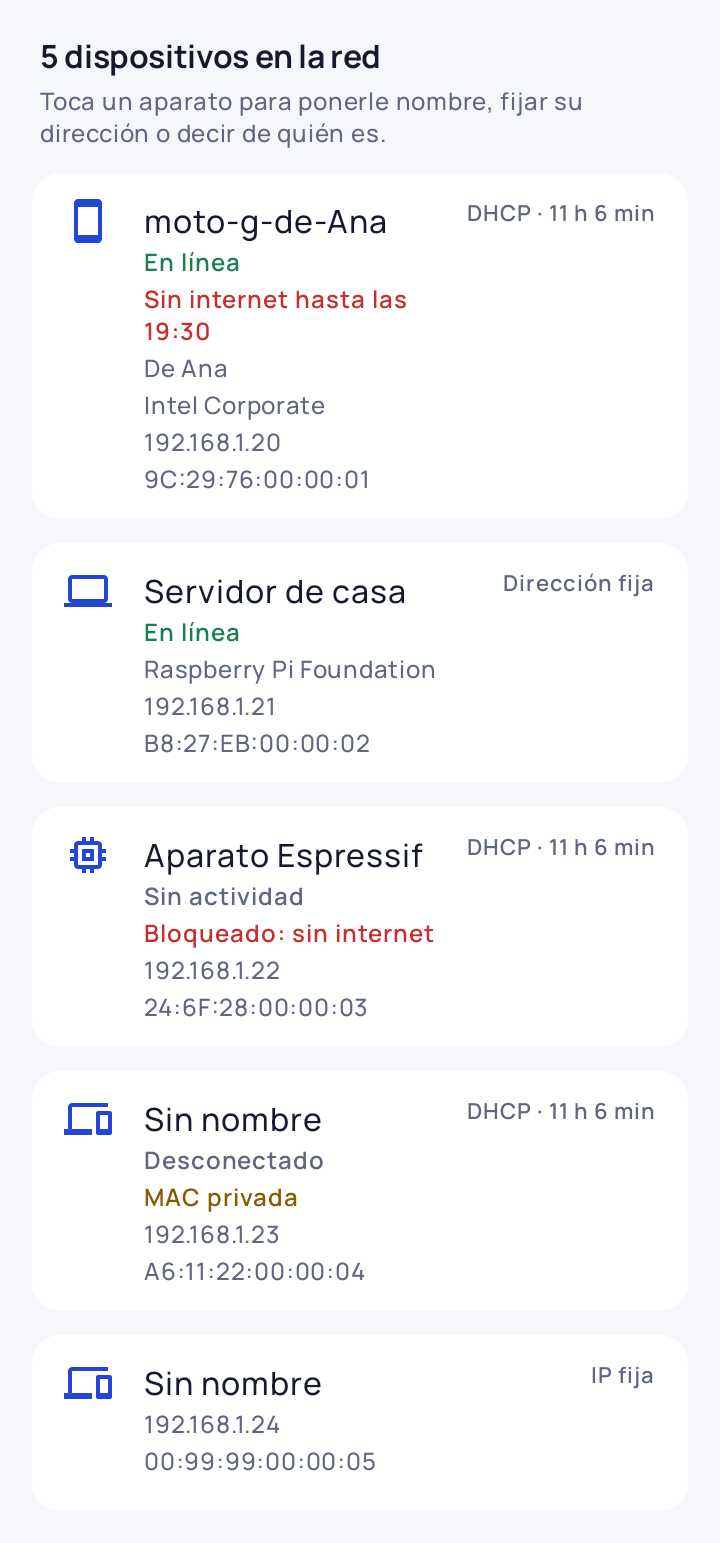 5 dispositivos en la red
Toca un aparato para ponerle nombre, fijar su
dirección o decir de quién es.
moto-g-de-Ana
DHCP · 11 h 6 min
En línea
Sin internet hasta las
19:30
De Ana
Intel Corporate
192.168.1.20
9C:29:76:00:00:01
Servidor de casa
Dirección fija
En línea
Raspberry Pi Foundation
192.168.1.21
B8:27:EB:00:00:02
Aparato Espressif
DHCP · 11 h 6 min
Sin actividad
Bloqueado: sin internet
192.168.1.22
24:6F:28:00:00:03
Sin nombre
DHCP · 11 h 6 min
Desconectado
MAC privada
192.168.1.23
A6:11:22:00:00:04
Sin nombre
IP fija
192.168.1.24
00:99:99:00:00:05